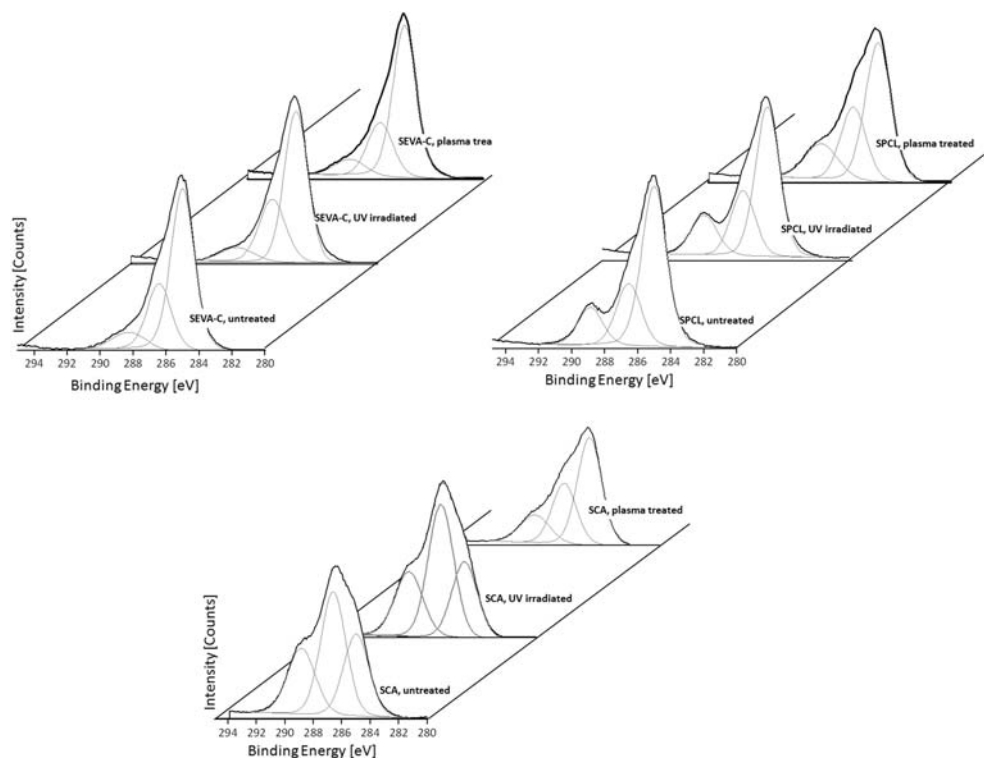 SEVA-C, plasma trea
SEVA-C, UV irradiated
SEVA-C, untreated
Intensity [Counts]
294 292 290 288 286 284 282 280
Binding Energy [eV]
SPCL, plasma treated
SPCL, UV irradiated
SPCL, untreated
294 292 290 288 286 284 282 280
Binding Energy [eV]
SCA, plasma treated
SCA, UV irradiated
SCA, untreated
Intensity [Counts]
294 292 290 288 286 284 282 280
Binding Energy [eV]